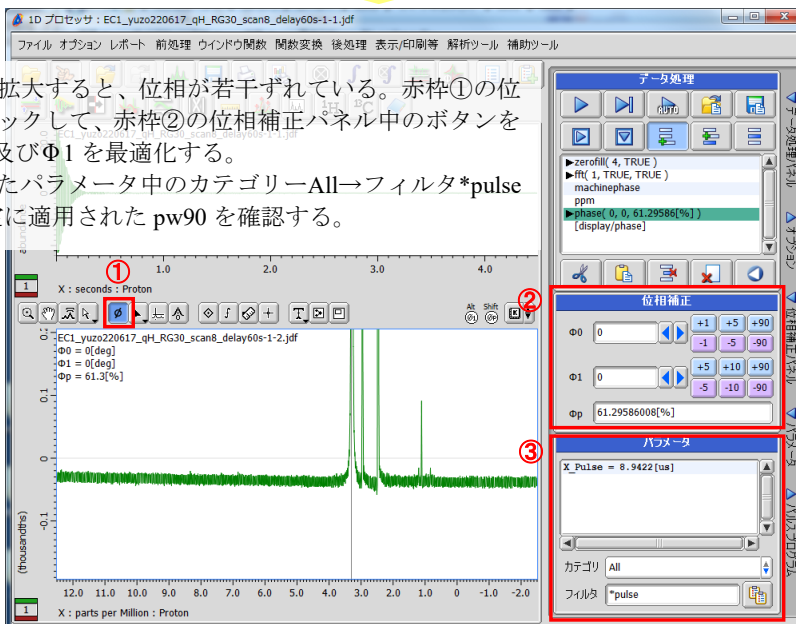 1D プロセッサ : EC1_yuzo220617_qH_RG30_scan8_delay60s-1-1.jdf
ファイル オプション レポート 前処理 ウインドウ関数 関数変換 後処理 表示/印刷等 解析ツール 補助ツール
拡大すると、位相が若干ずれている。赤枠①の位
ックして、赤枠②の位相補正パネル中のボタンを
及びΦ1 を最適化する。
たパラメータ中のカテゴリーAll→フィルタ*pulse
に適用された pw90 を確認する。
①
1.0 2.0 3.0 4.0
1
X : seconds : Proton
Alt Shift
EC1_yuzo220617_qH_RG30_scan8_delay60s-1-2.jdf
Φ0 = 0[deg]
Φ1 = 0[deg]
Φp = 61.3[%]
0.1
0
-0.1
(thousandths)
12.0 11.0 10.0 9.0 8.0 7.0 6.0 5.0 4.0 3.0 2.0 1.0 0 -1.0 -2.0
1
X : parts per Million : Proton
データ処理
AUTO
zerofill( 4, TRUE )
fft( 1, TRUE, TRUE )
machinephase
ppm
phase( 0, 0, 61.29586[%] )
[display/phase]
②
位相補正
Φ0 0 +1 +5 +90
-1 -5 -90
Φ1 0 +5 +10 +90
-5 -10 -90
Φp 61.29586008[%]
③
パラメータ
X_Pulse = 8.9422[us]
カテゴリ All
フィルタ *pulse
データ処理パネル
オプション
位相補正パネル
パラメータ
パルスプログラム